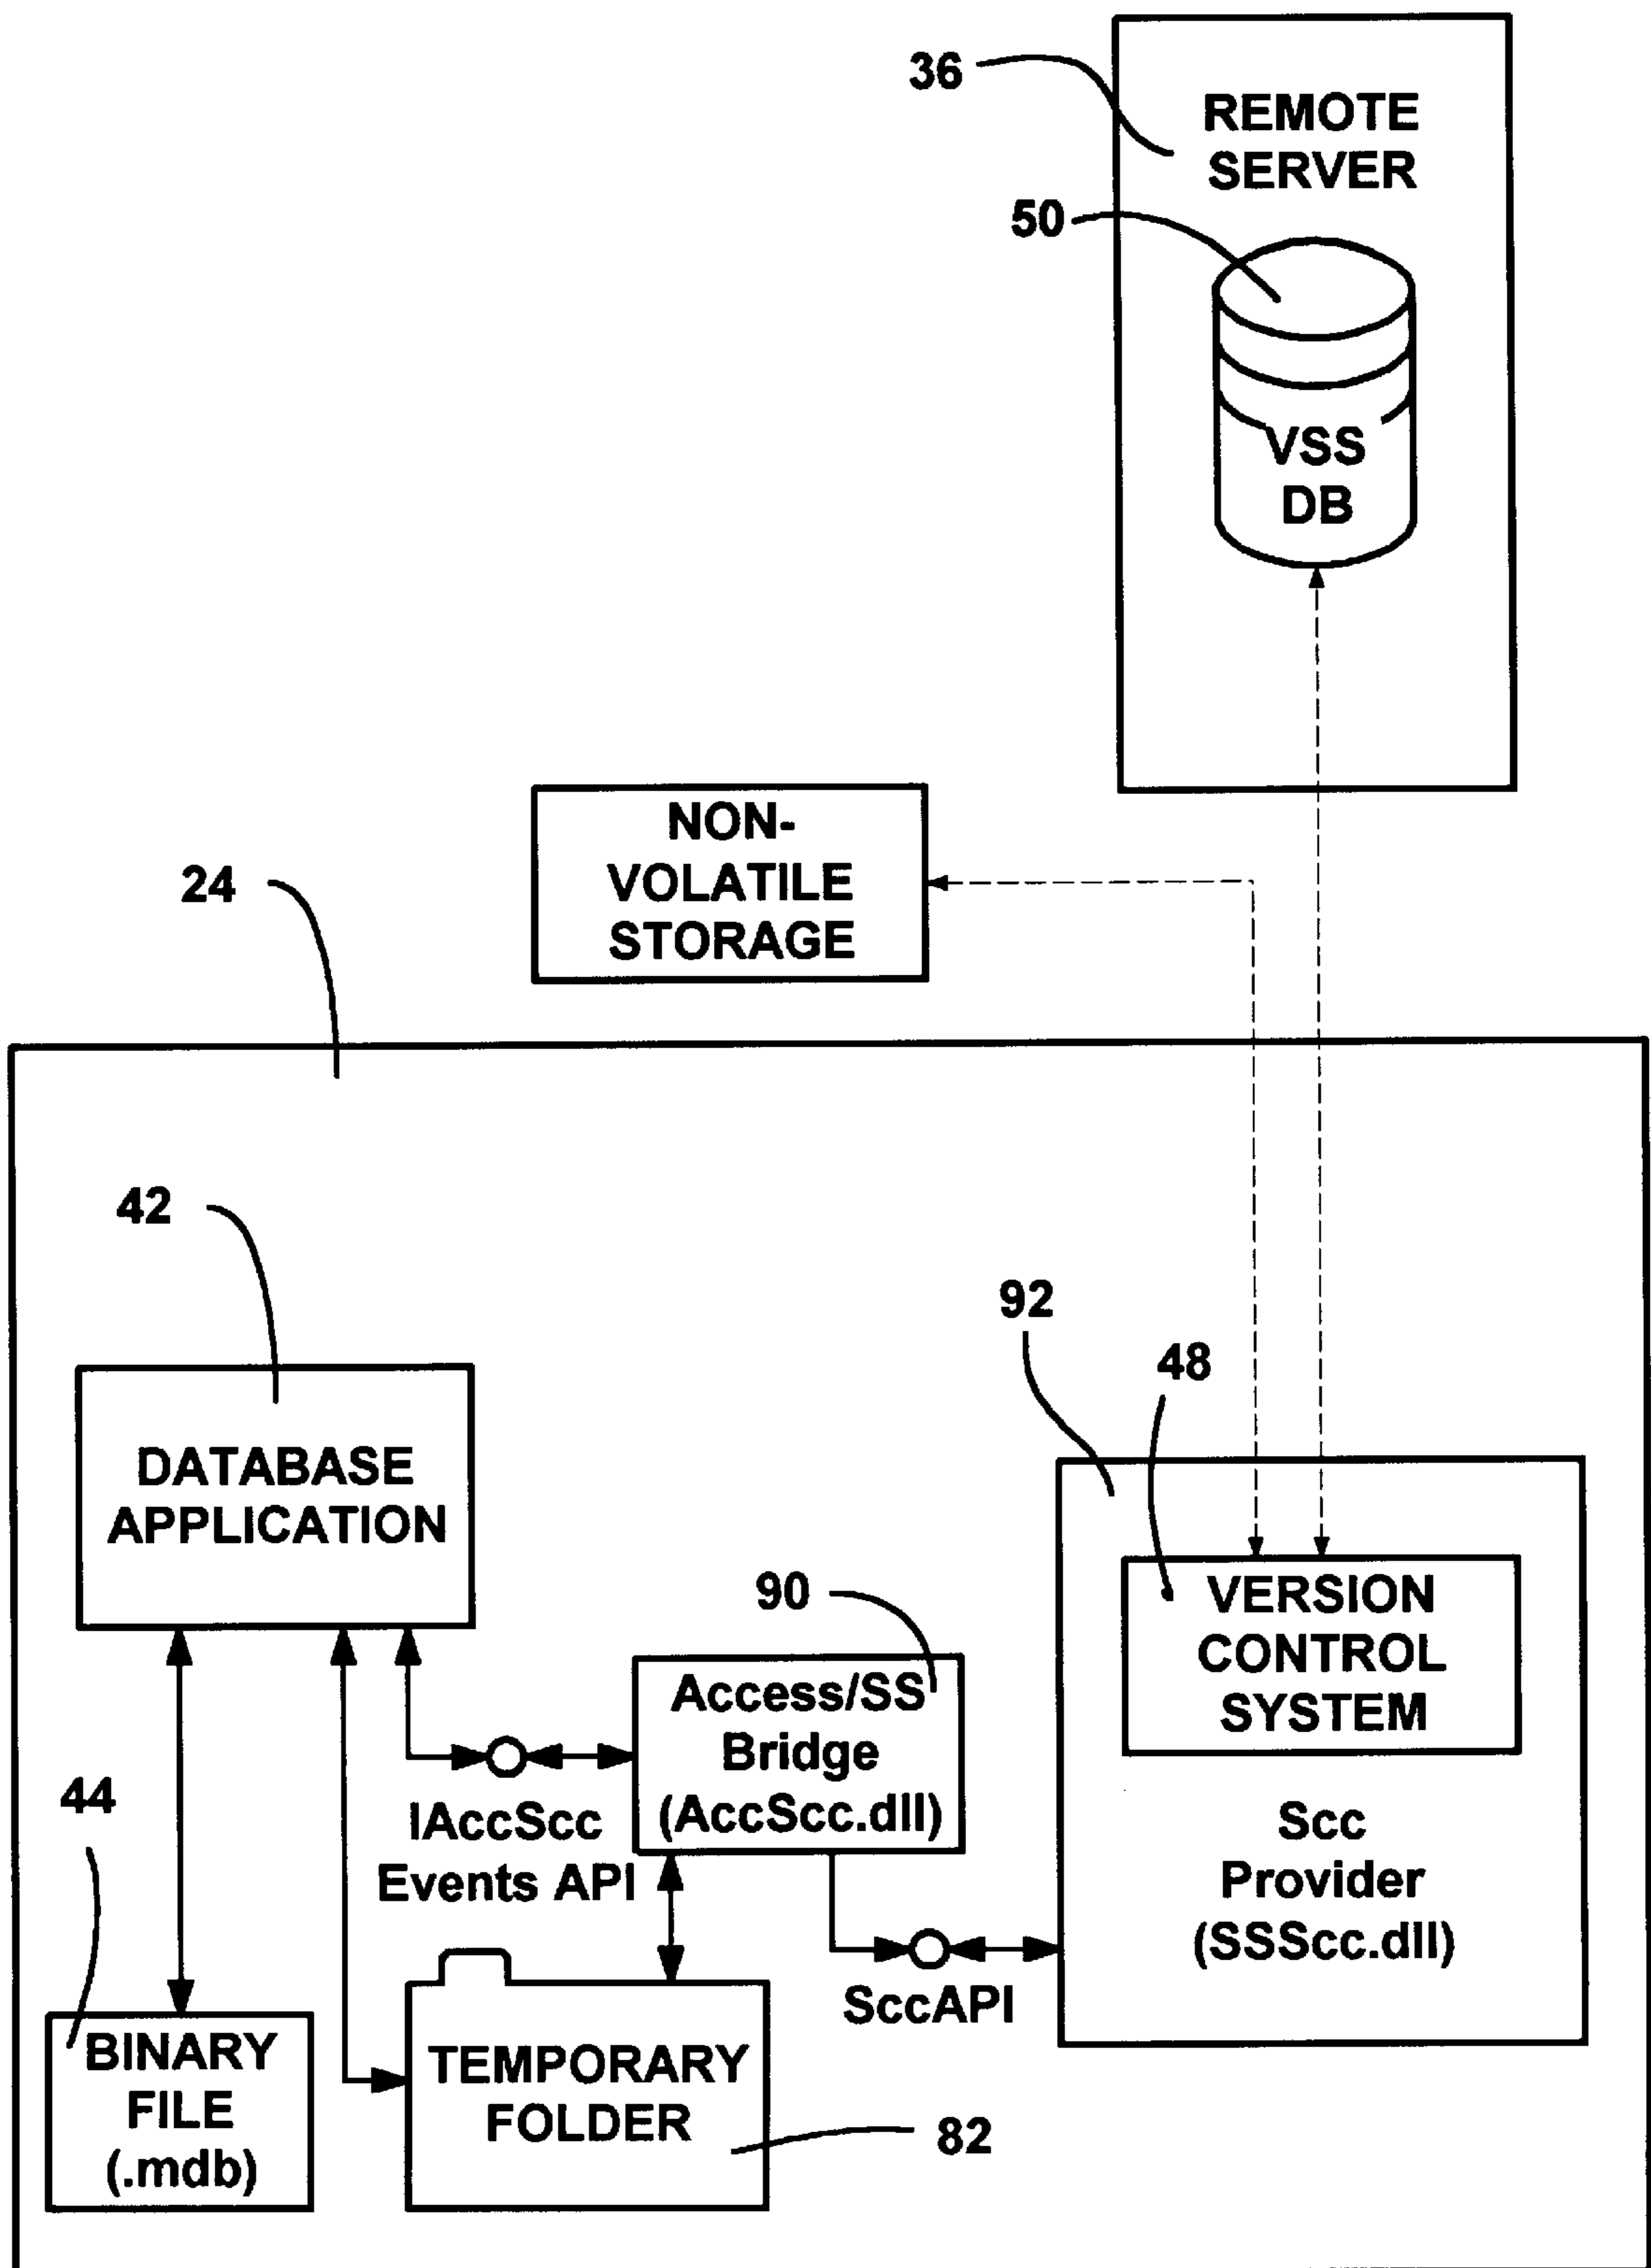 36
REMOTE
SERVER
50
VSS
DB
NON-
VOLATILE
STORAGE
24
42
DATABASE
APPLICATION
92
48
VERSION
CONTROL
SYSTEM
Scc
Provider
(SSScc.dll)
90
Access/SS
Bridge
(AccScc.dll)
IAccScc
Events API
SccAPI
44
BINARY
FILE
(.mdb)
TEMPORARY
FOLDER
82